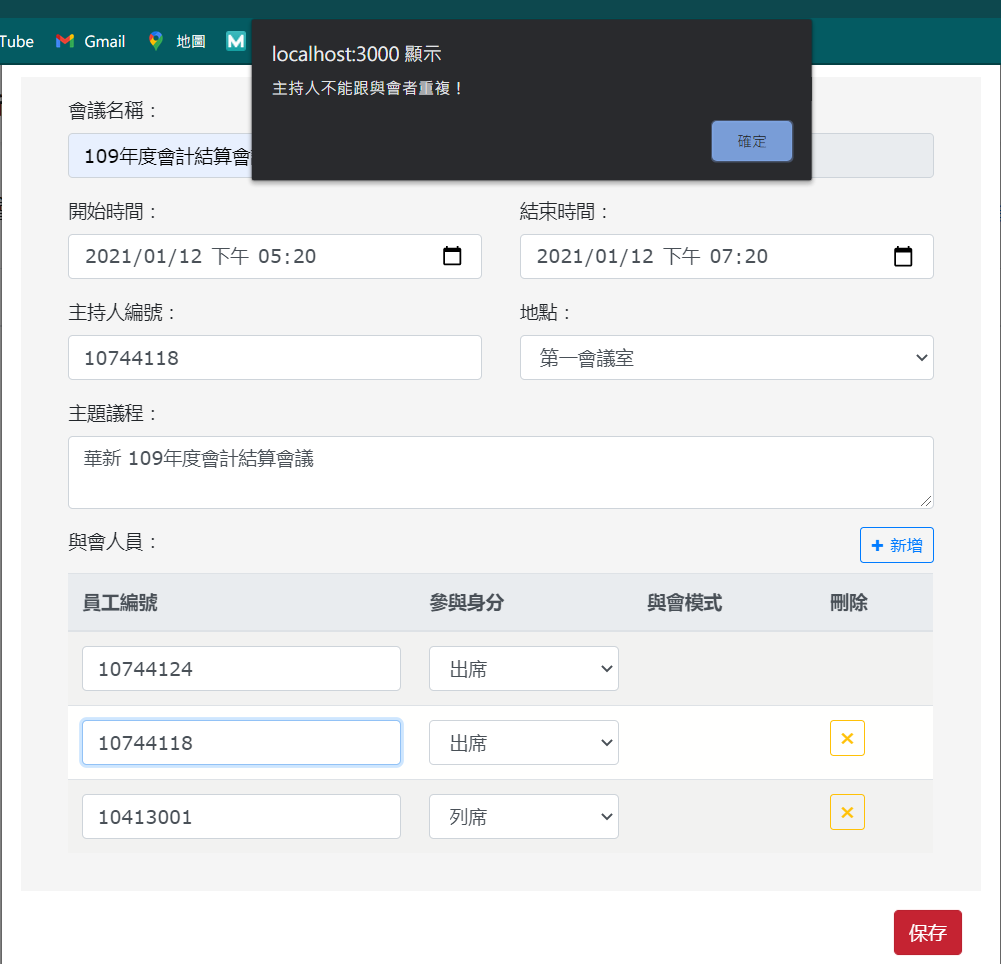 Tube
Gmail
地圖
localhost:3000 顯示
主持人不能跟與會者重複！
確定
會議名稱：
109年度會計結算會
開始時間：
結束時間：
2021/01/12 下午 05:20
2021/01/12 下午 07:20
主持人編號：
地點：
10744118
第一會議室
主題議程：
華新 109年度會計結算會議
與會人員：
新增
員工編號 參與身分 與會模式 刪除
10744124 出席
10744118 出席
10413001 列席
保存